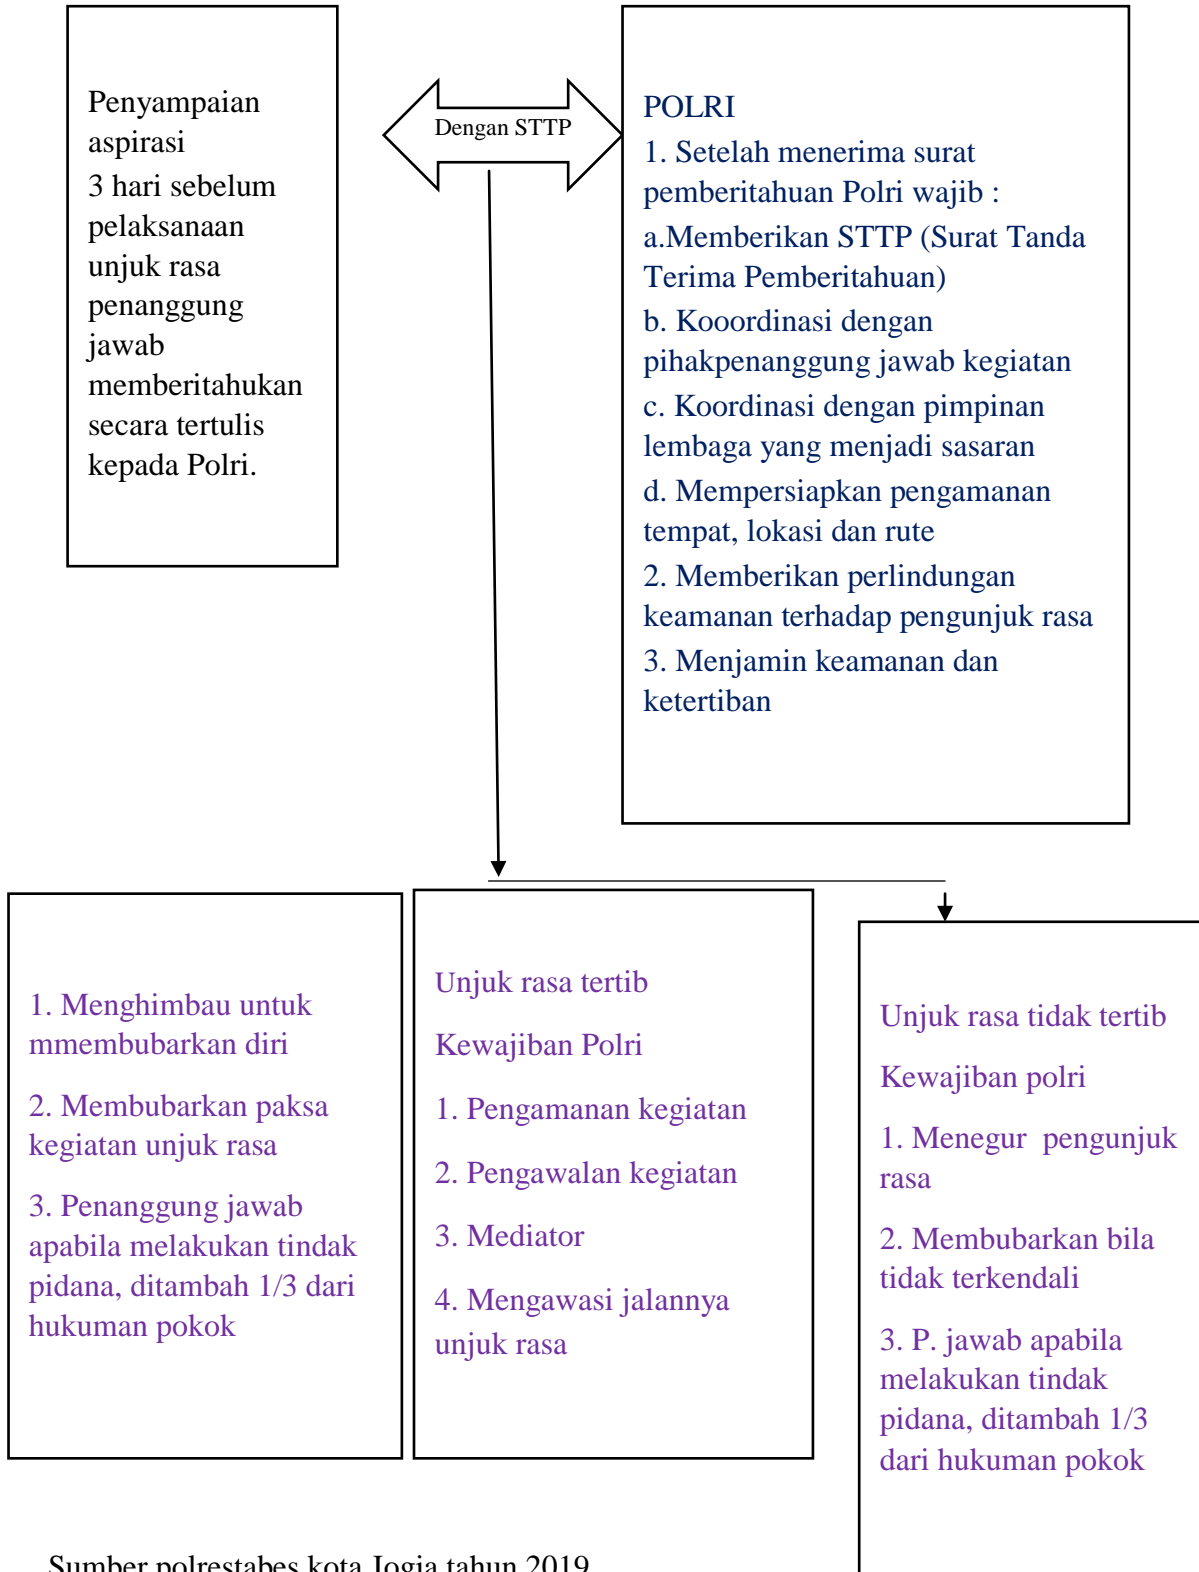 Penyampaian
aspirasi
3 hari sebelum
pelaksanaan
unjuk rasa
penanggung
jawab
memberitahukan
secara tertulis
kepada Polri.
Dengan STTP
POLRI
1. Setelah menerima surat
pemberitahuan Polri wajib :
a.Memberikan STTP (Surat Tanda
Terima Pemberitahuan)
b. Kooordinasi dengan
pihakpenanggung jawab kegiatan
c. Koordinasi dengan pimpinan
lembaga yang menjadi sasaran
d. Mempersiapkan pengamanan
tempat, lokasi dan rute
2. Memberikan perlindungan
keamanan terhadap pengunjuk rasa
3. Menjamin keamanan dan
ketertiban
1. Menghimbau untuk
mmembubarkan diri
2. Membubarkan paksa
kegiatan unjuk rasa
3. Penanggung jawab
apabila melakukan tindak
pidana, ditambah 1/3 dari
hukuman pokok
Unjuk rasa tertib
Kewajiban Polri
1. Pengamanan kegiatan
2. Pengawalan kegiatan
3. Mediator
4. Mengawasi jalannya
unjuk rasa
Unjuk rasa tidak tertib
Kewajiban polri
1. Menegur pengunjuk
rasa
2. Membubarkan bila
tidak terkendali
3. P. jawab apabila
melakukan tindak
pidana, ditambah 1/3
dari hukuman pokok
Sumber polrestabes kota Jogja tahun 2019